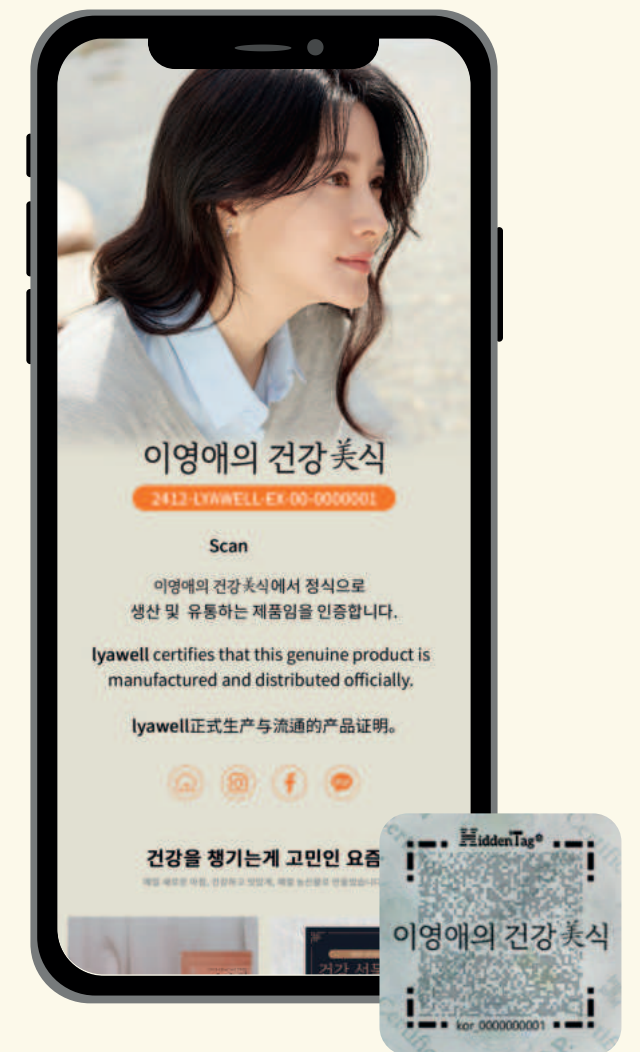 이영애의 건강美식
2412-LYAWELL-EX-00-0000001
Scan
이영애의 건강美식에서 정식으로
생산 및 유통하는 제품임을 인증합니다.
lyawell certifies that this genuine product is
manufactured and distributed officially.
lyawell正式生产与流通的产品证明。
건강을 챙기는게 고민인 요즘
HiddenTag®
이영애의 건강美식
kor_0000000001